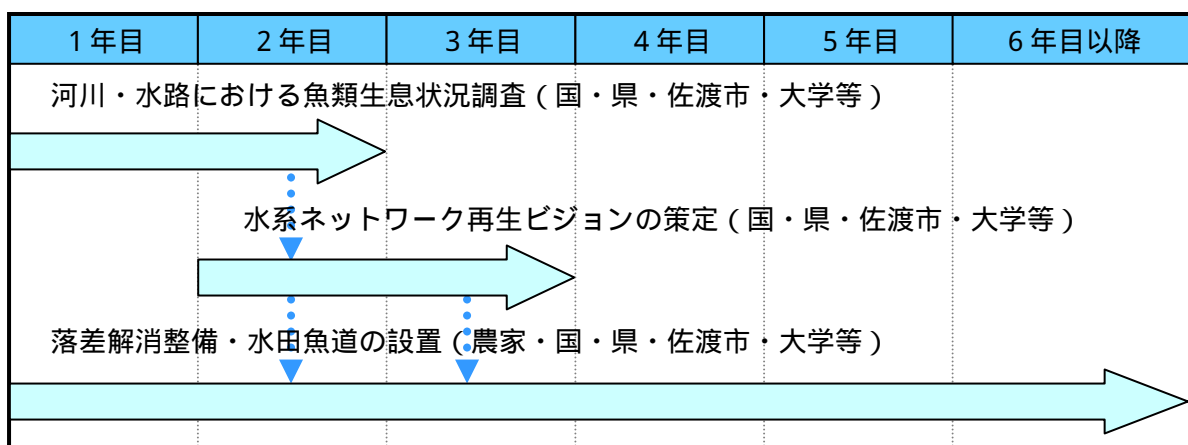 1年目 2年目 3年目 4年目 5年目 6年目以降
河川・水路における魚類生息状況調査(国・県・佐渡市・大学等)
水系ネットワーク再生ビジョンの策定(国・県・佐渡市・大学等)
落差解消整備・水田魚道の設置(農家・国・県・佐渡市・大学等)